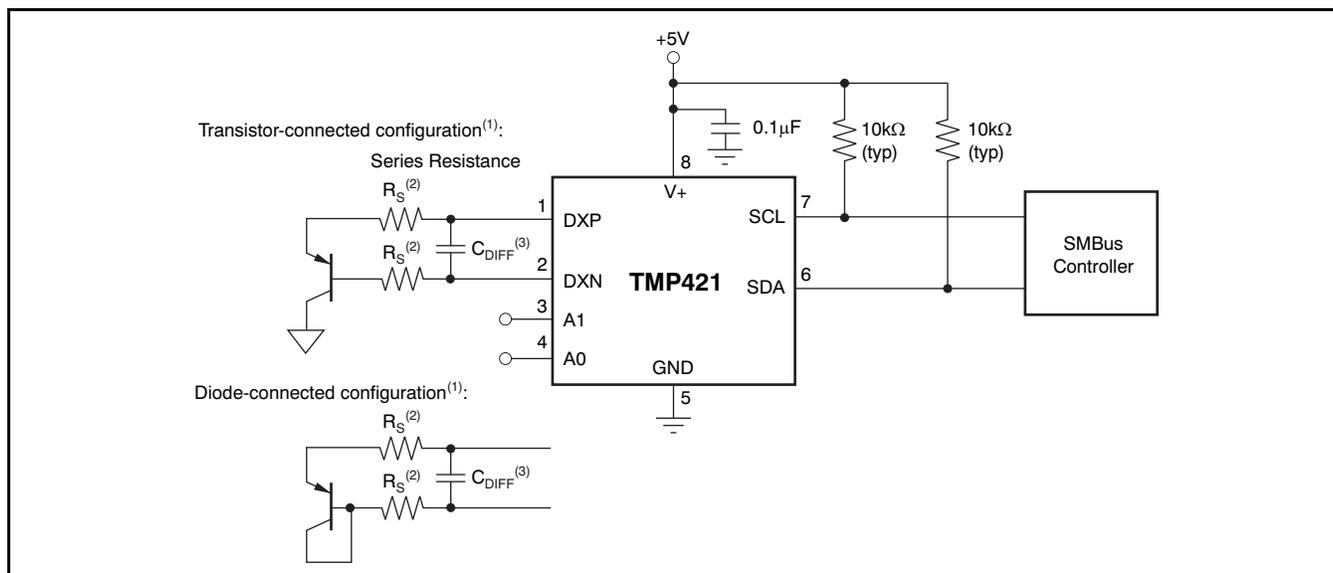 +5V
Transistor-connected configuration(1):
Series Resistance
0.1μF
10kΩ
(typ)
10kΩ
(typ)
8
V+
RS(2)
1
DXP
SCL
7
CDIFF(3)
RS(2)
2
DXN
TMP421
SDA
6
SMBus
Controller
3
A1
4
A0
GND
5
Diode-connected configuration(1):
RS(2)
CDIFF(3)
RS(2)